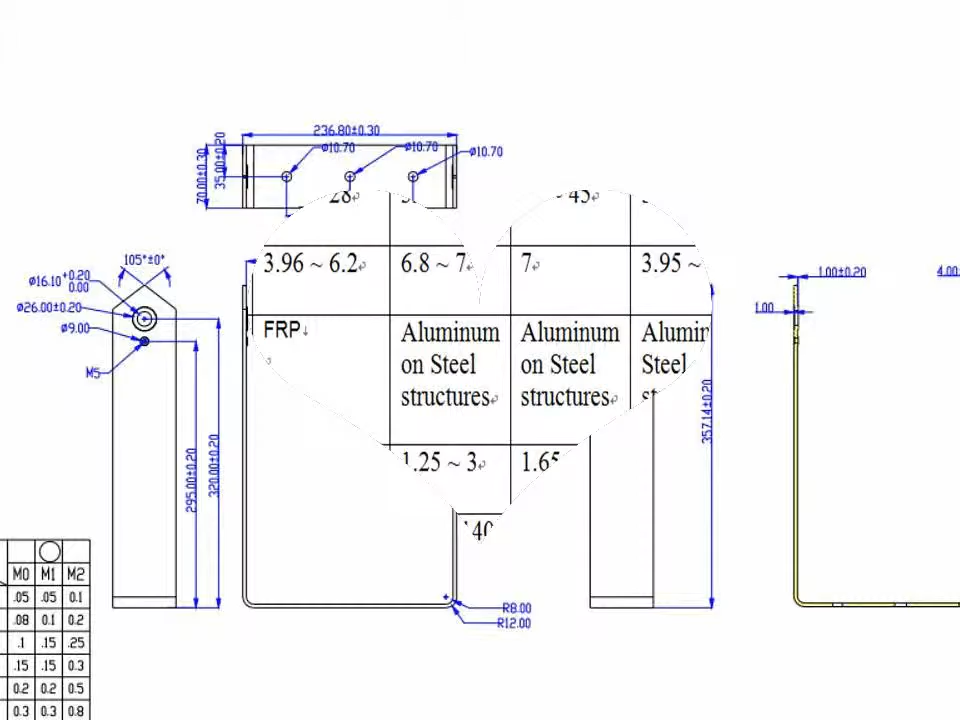 236.80±0.30
ø10.70
ø10.70
ø10.70
70.00±0.30
35.00±0.20
28
45
3.96 ~ 6.2
6.8 ~ 7
7
3.95 ~
105°±0°
ø16.10 +0.20 0.00
ø26.00±0.20
ø9.00
M5
1.00±0.20
4.00±
1.00
FRP
Aluminum on Steel structures
Aluminum on Steel structures
Steel
357.14±0.20
295.00±0.20
320.00±0.20
1.25 ~ 3
1.65
40
M0 M1 M2
.05 .05 0.1
.08 0.1 0.2
.1 .15 .25
.15 .15 0.3
0.2 0.2 0.5
0.3 0.3 0.8
R8.00
R12.00